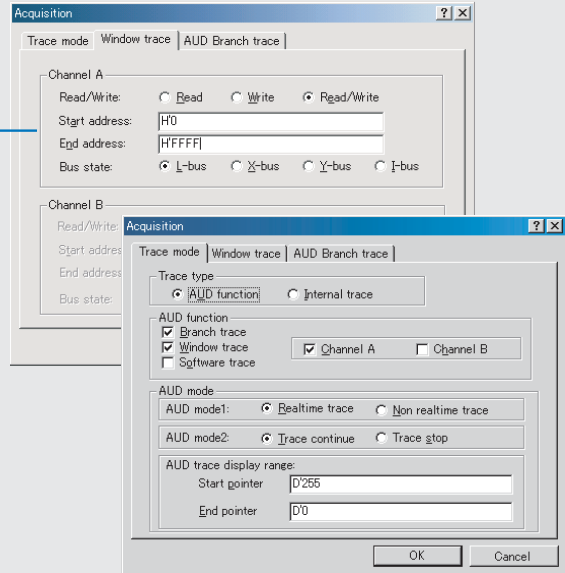 Acquisition
Trace mode Window trace AUD Branch trace
Channel A
Read/Write: Read Write Read/Write
Start address: H'0
End address: H'FFFF
Bus state: L-bus X-bus Y-bus I-bus
Channel B
Read/Write:
Start addres
End address
Bus state:
Acquisition
Trace mode Window trace AUD Branch trace
Trace type
AUD function Internal trace
AUD function
Branch trace
Window trace Channel A Channel B
Software trace
AUD mode
AUD mode1: Realtime trace Non realtime trace
AUD mode2: Trace continue Trace stop
AUD trace display range:
Start pointer D'255
End pointer D'0
OK Cancel